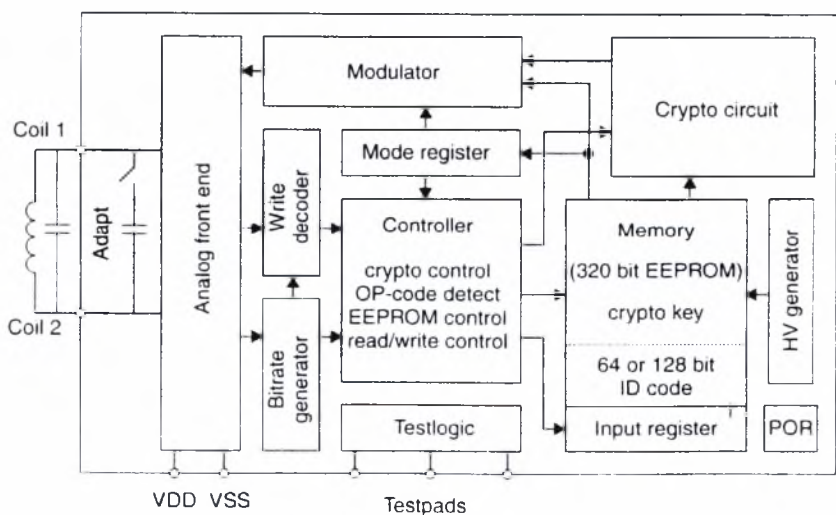 Modulator
Crypto circuit
Coil 1
Mode register
Adapt
Analog front end
Write
decoder
Controller
crypto control
OP-code detect
EEPROM control
read/write control
Memory
(320 bit EEPROM)
crypto key
64 or 128 bit
ID code
HV generator
Coil 2
Bitrate
generator
Testlogic
Input register
POR
VDD VSS
Testpads